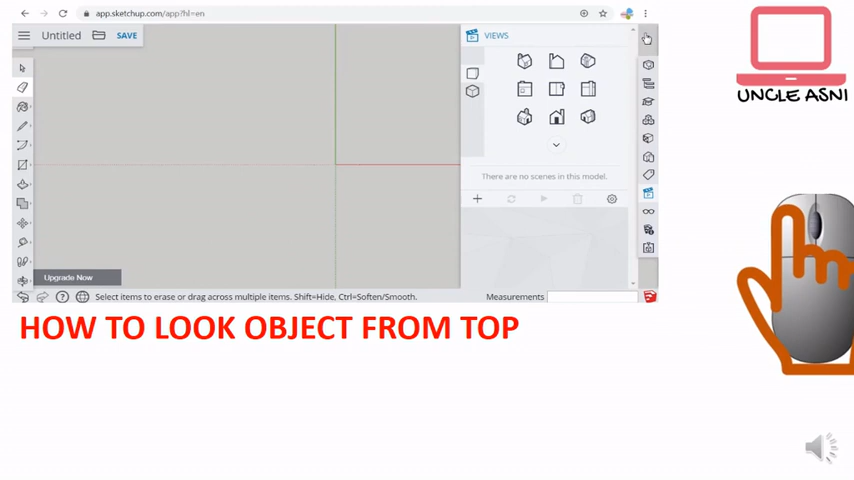 app.sketchup.com/app?hl=en
Untitled
SAVE
VIEWS
There are no scenes in this model.
Upgrade Now
Select items to erase or drag across multiple items. Shift=Hide, Ctrl=Soften/Smooth.
Measurements
UNCLE ASNI
HOW TO LOOK OBJECT FROM TOP